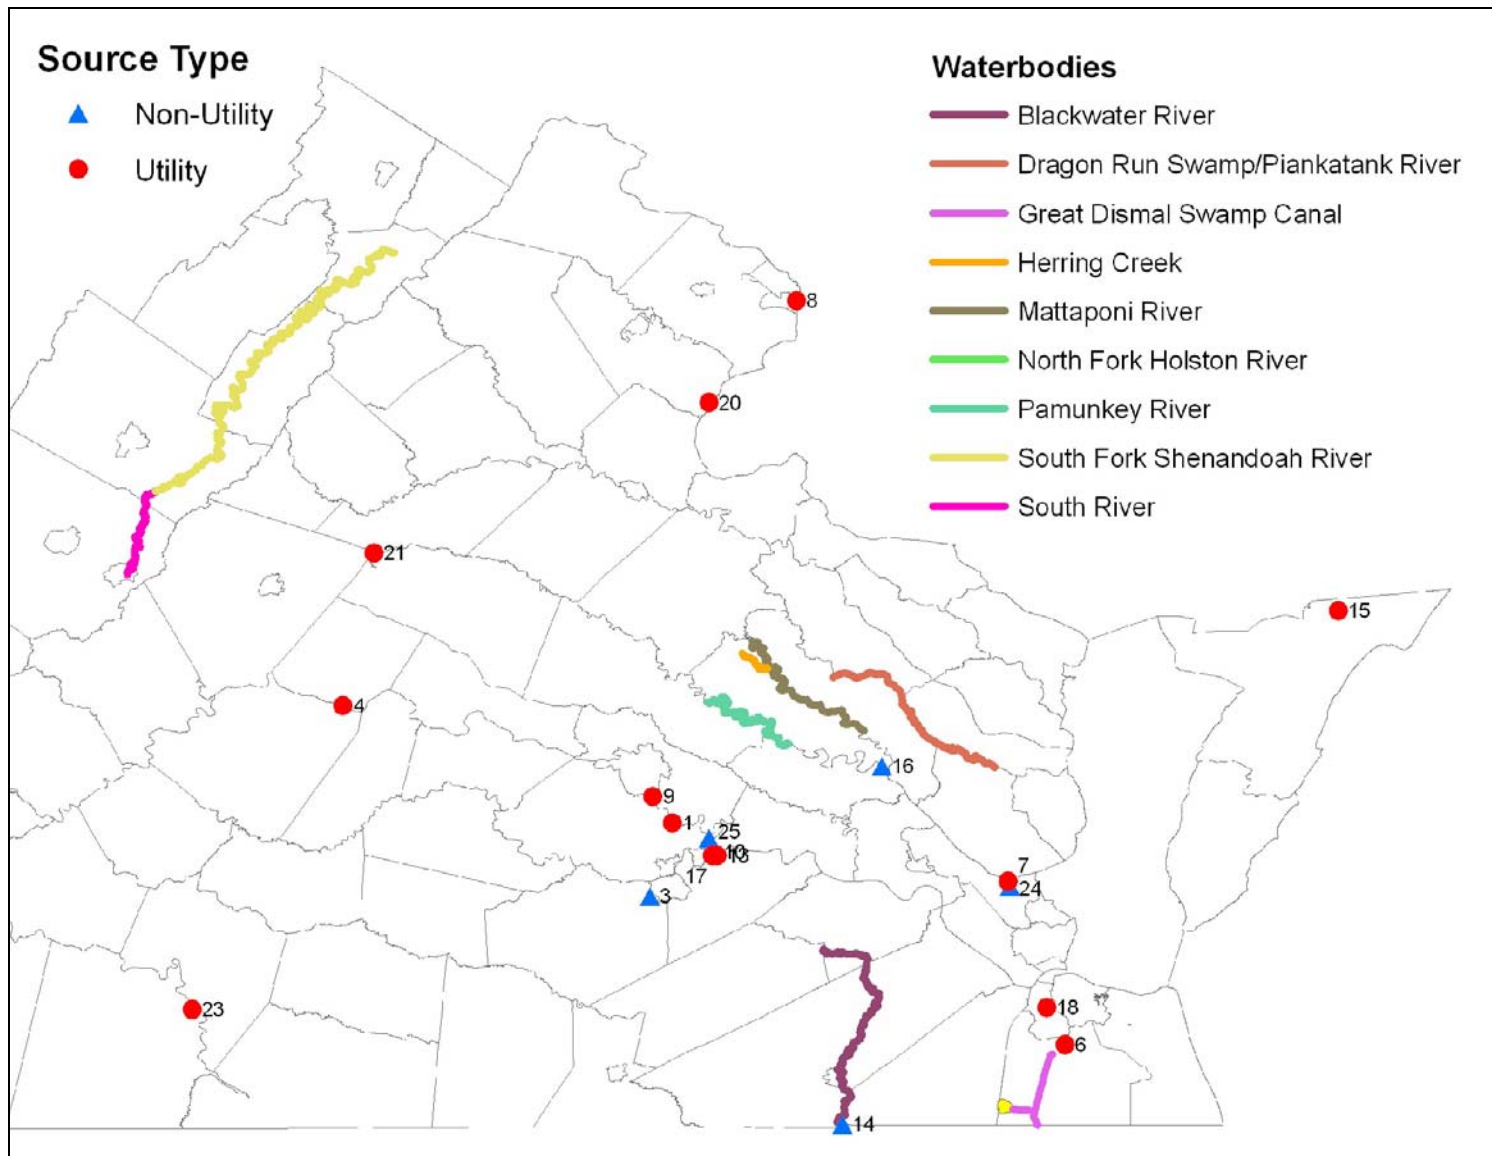 Source Type
Non-Utility
Utility
Waterbodies
Blackwater River
Dragon Run Swamp/Piankatank River
Great Dismal Swamp Canal
Herring Creek
Mattaponi River
North Fork Holston River
Pamunkey River
South Fork Shenandoah River
South River
8
20
21
15
4
16
9
1
25
10
13
17
3
7
24
23
18
6
14